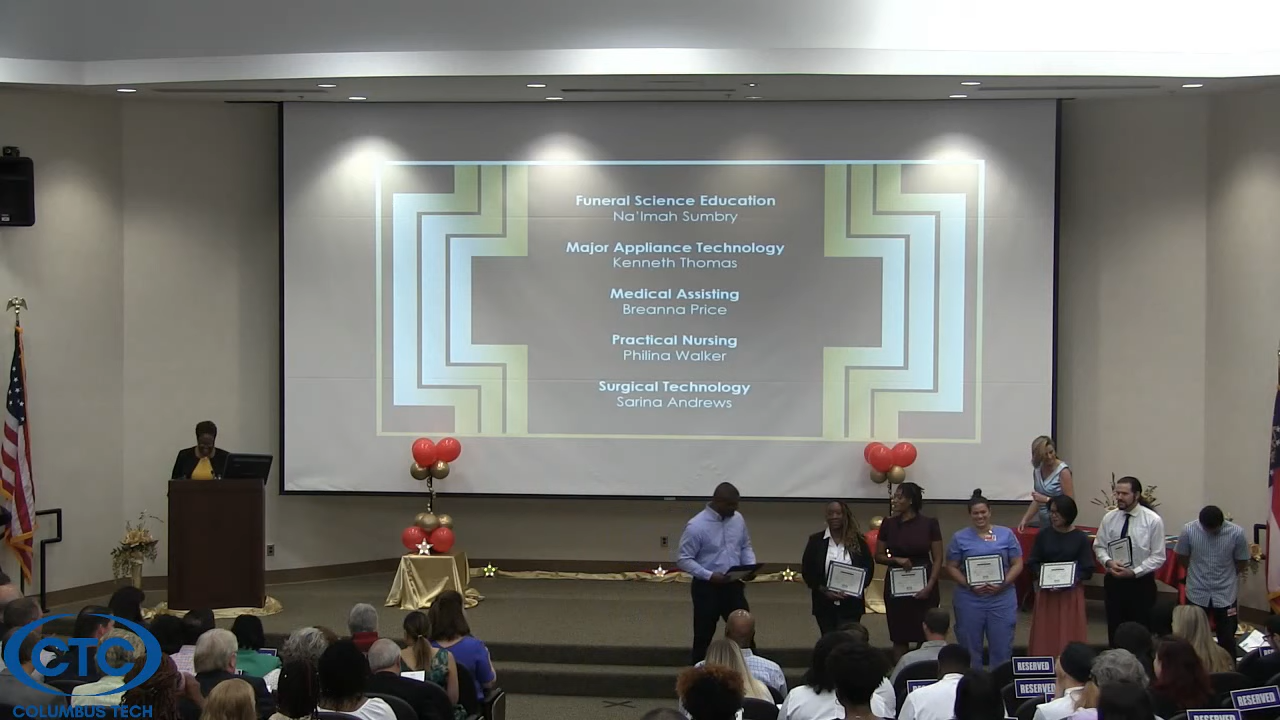 Funeral Science Education
Na'Imah Sumbry
Major Appliance Technology
Kenneth Thomas
Medical Assisting
Breanna Price
Practical Nursing
Philina Walker
Surgical Technology
Sarina Andrews
RESERVED
RESERVED
RESERVED
RESERVED
CTC
COLUMBUS TECH